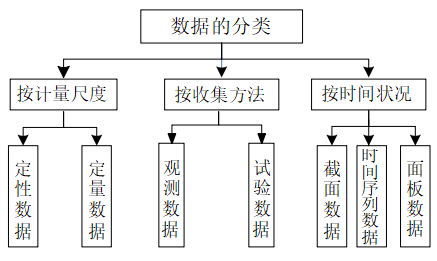 数据的分类
按计量尺度
按收集方法
按时间状况
定性数据
定量数据
观测数据
试验数据
截面数据
时间序列数据
面板数据